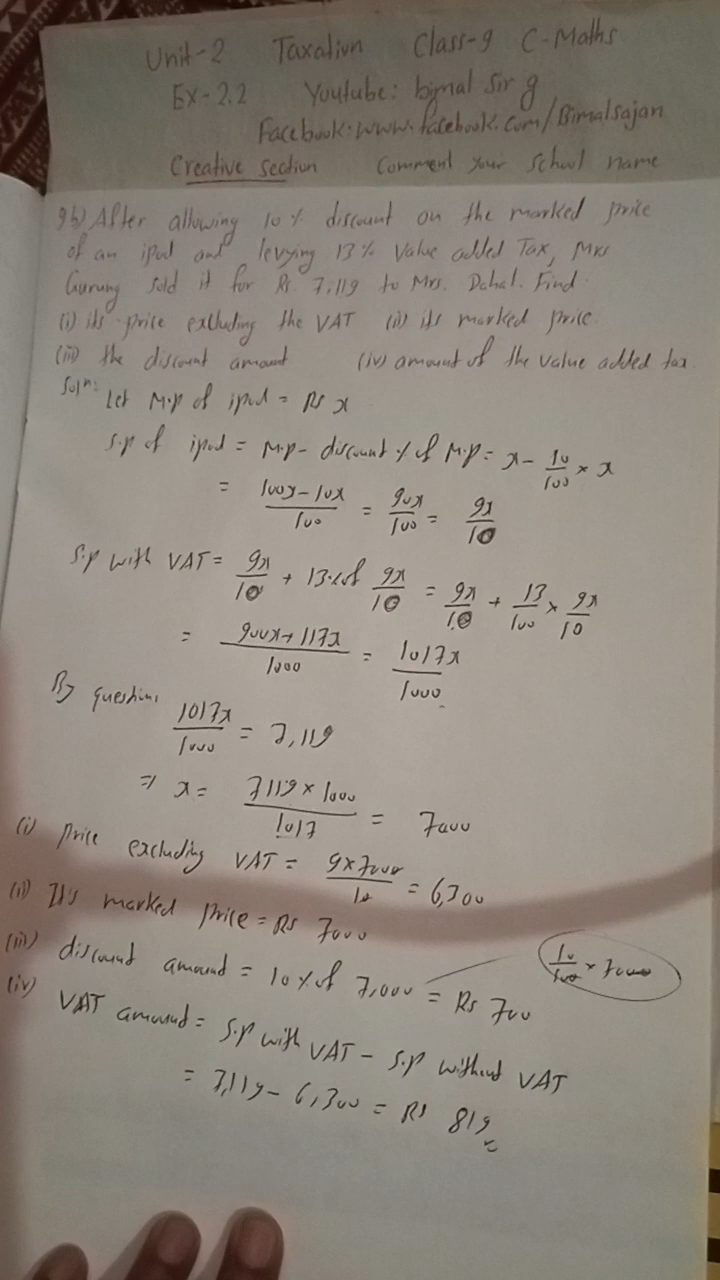 Unit-2 Taxation Class-9 C-Maths
Ex-2.2 Youtube: bimal Sir g
Facebook: www.facebook.com/Bimalsajan
Creative section Comment your School name
9b) After allowing 10% discount on the marked price
of an ipod and levying 13% Value added Tax, Mrs
Gurung sold it for Rs. 7,119 to Mrs. Dahal. Find
(i) its price excluding the VAT (ii) its marked price.
(iii) the discount amount (iv) amount of the value added tax.
Soln: Let M.p of ipod = Rs x
S.p of ipod = M.p - discount % of M.p = x - 10/100 × x
= 100x - 10x/100 = 90x/100 = 9x/10
S.p with VAT = 9x/10 + 13% of 9x/10 = 9x/10 + 13/100 × 9x/10
= 900x + 117x/1000 = 1017x/1000
By question,
1017x/1000 = 7,119
⇒ x = 7119 × 1000/1017 = 7000
(i) price excluding VAT = 9×7000/10 = 6,300
(ii) It's marked price = Rs 7000
(iii) discount amount = 10% of 7,000 = Rs 700
10/100 × 7000
(iv) VAT amount = S.p with VAT - S.p without VAT
= 7,119 - 6,300 = Rs 819